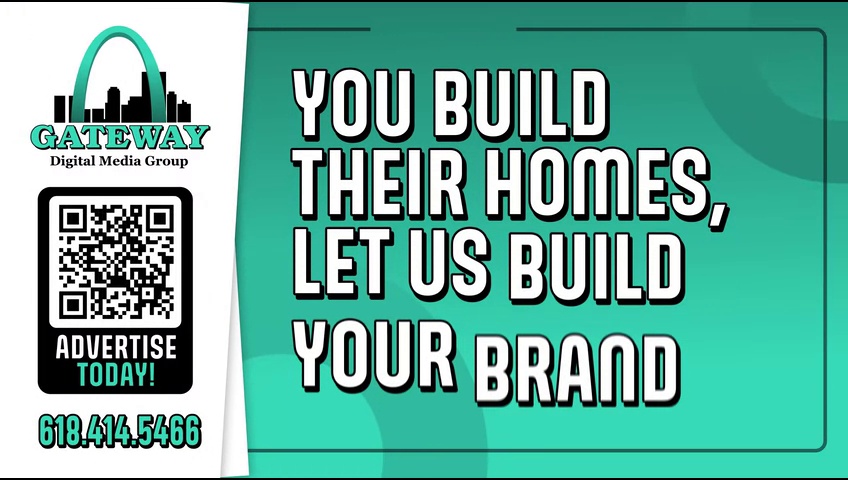 GATEWAY
Digital Media Group
ADVERTISE
TODAY!
618.414.5466
YOU BUILD
THEIR HOMES,
LET US BUILD
YOUR BRAND